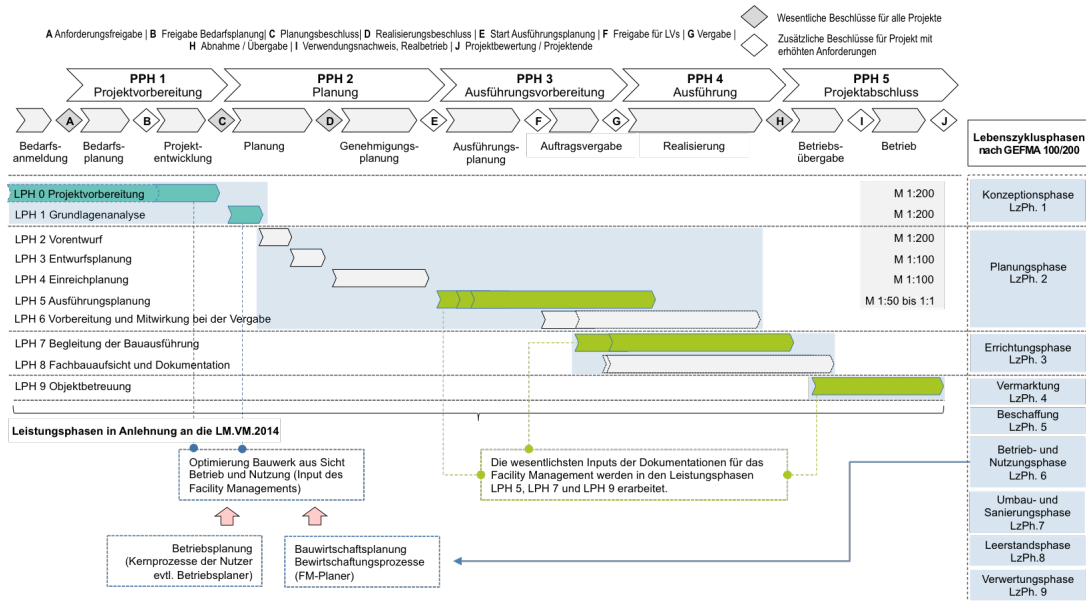 Wesentliche Beschlüsse für alle Projekte
A Anforderungsfreigabe | B Freigabe Bedarfsplanung| C Planungsbeschluss| D Realisierungsbeschluss | E Start Ausführungsplanung | F Freigabe für LVs | G Vergabe |
H Abnahme / Übergabe | I Verwendungsnachweis, Realbetrieb | J Projektbewertung / Projektende
Zusätzliche Beschlüsse für Projekt mit
erhöhten Anforderungen
PPH 1
Projektvorbereitung
PPH 2
Planung
PPH 3
Ausführungsvorbereitung
PPH 4
Ausführung
PPH 5
Projektabschluss
A
B
C
D
E
F
G
H
I
J
Bedarfs-
anmeldung
Bedarfs-
planung
Projekt-
entwicklung
Planung
Genehmigungs-
planung
Ausführungs-
planung
Auftragsvergabe
Realisierung
Betriebs-
übergabe
Betrieb
Lebenszyklusphasen
nach GEFMA 100/200
LPH 0 Projektvorbereitung
M 1:200
LPH 1 Grundlagenanalyse
M 1:200
Konzeptionsphase
LzPh. 1
LPH 2 Vorentwurf
M 1:200
LPH 3 Entwurfsplanung
M 1:100
LPH 4 Einreichplanung
M 1:100
LPH 5 Ausführungsplanung
M 1:50 bis 1:1
LPH 6 Vorbereitung und Mitwirkung bei der Vergabe
Planungsphase
LzPh. 2
LPH 7 Begleitung der Bauausführung
LPH 8 Fachbauaufsicht und Dokumentation
Errichtungsphase
LzPh. 3
LPH 9 Objektbetreuung
Vermarktung
LzPh. 4
Beschaffung
LzPh. 5
Leistungsphasen in Anlehnung an die LM.VM.2014
Optimierung Bauwerk aus Sicht
Betrieb und Nutzung (Input des
Facility Managements)
Die wesentlichsten Inputs der Dokumentationen für das
Facility Management werden in den Leistungsphasen
LPH 5, LPH 7 und LPH 9 erarbeitet.
Betrieb- und
Nutzungsphase
LzPh. 6
Umbau- und
Sanierungsphase
LzPh.7
Betriebsplanung
(Kernprozesse der Nutzer
evtl. Betriebsplaner)
Bauwirtschaftsplanung
Bewirtschaftungsprozesse
(FM-Planer)
Leerstandphase
LzPh.8
Verwertungsphase
LzPh. 9